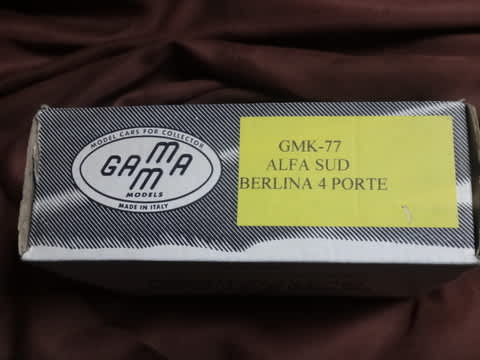 MODEL CARS FOR COLLECTOR
GAMMA
MODELS
MADE IN ITALY
GMK-77
ALFA SUD
BERLINA 4 PORTE